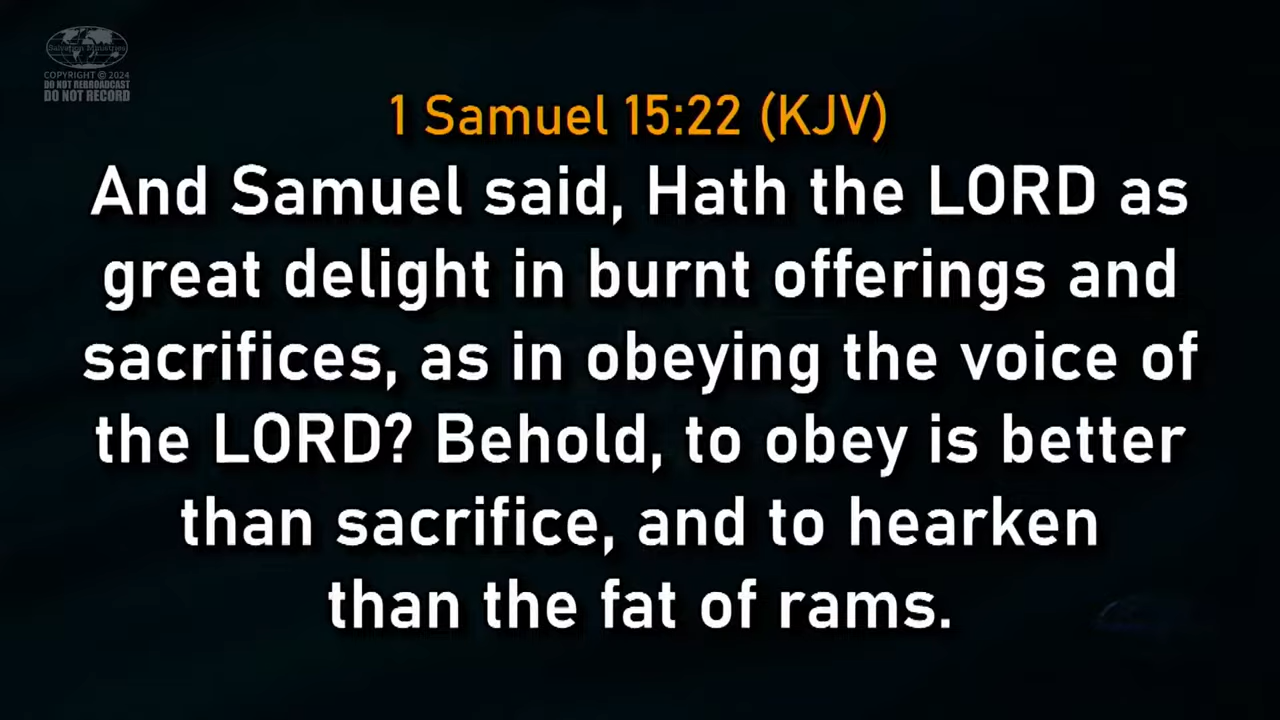 Salvation Ministries
COPYRIGHT © 2024
DO NOT REBROADCAST
DO NOT RECORD
1 Samuel 15:22 (KJV)
And Samuel said, Hath the LORD as
great delight in burnt offerings and
sacrifices, as in obeying the voice of
the LORD? Behold, to obey is better
than sacrifice, and to hearken
than the fat of rams.